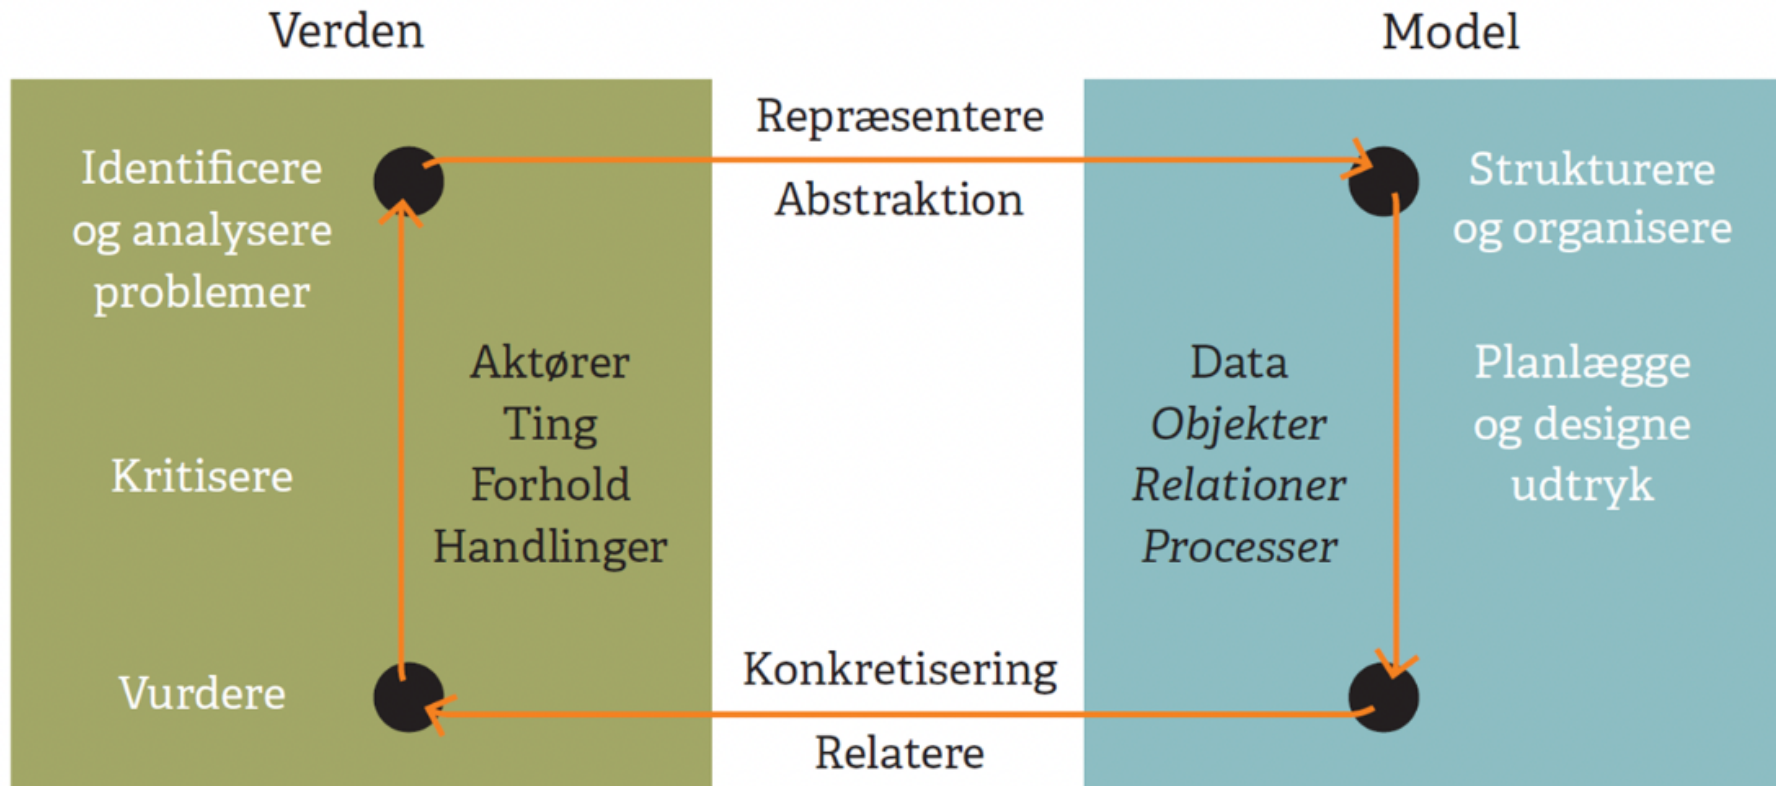 Verden
Model
Identificere
og analysere
problemer
Kritisere
Vurdere
Aktører
Ting
Forhold
Handlinger
Repræsentere
Abstraktion
Konkretisering
Relatere
Data
Objekter
Relationer
Processer
Strukturere
og organisere
Planlægge
og designe
udtryk